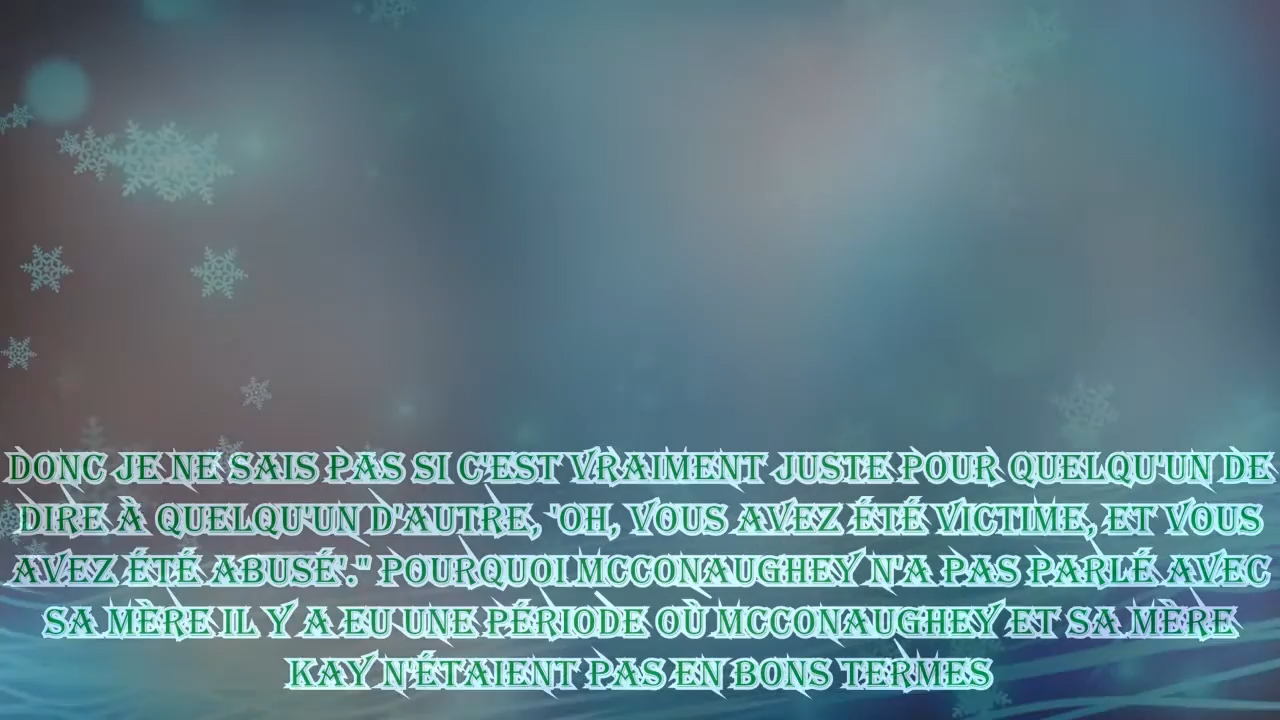 DONC JE NE SAIS PAS SI C'EST VRAIMENT JUSTE POUR QUELQU'UN DE
DIRE À QUELQU'UN D'AUTRE, 'OH, VOUS AVEZ ÉTÉ VICTIME, ET VOUS
AVEZ ÉTÉ ABUSÉ'." POURQUOI MCCONAUGHEY N'A PAS PARLÉ AVEC
SA MÈRE IL Y A EU UNE PÉRIODE OÙ MCCONAUGHEY ET SA MÈRE
KAY N'ÉTAIENT PAS EN BONS TERMES